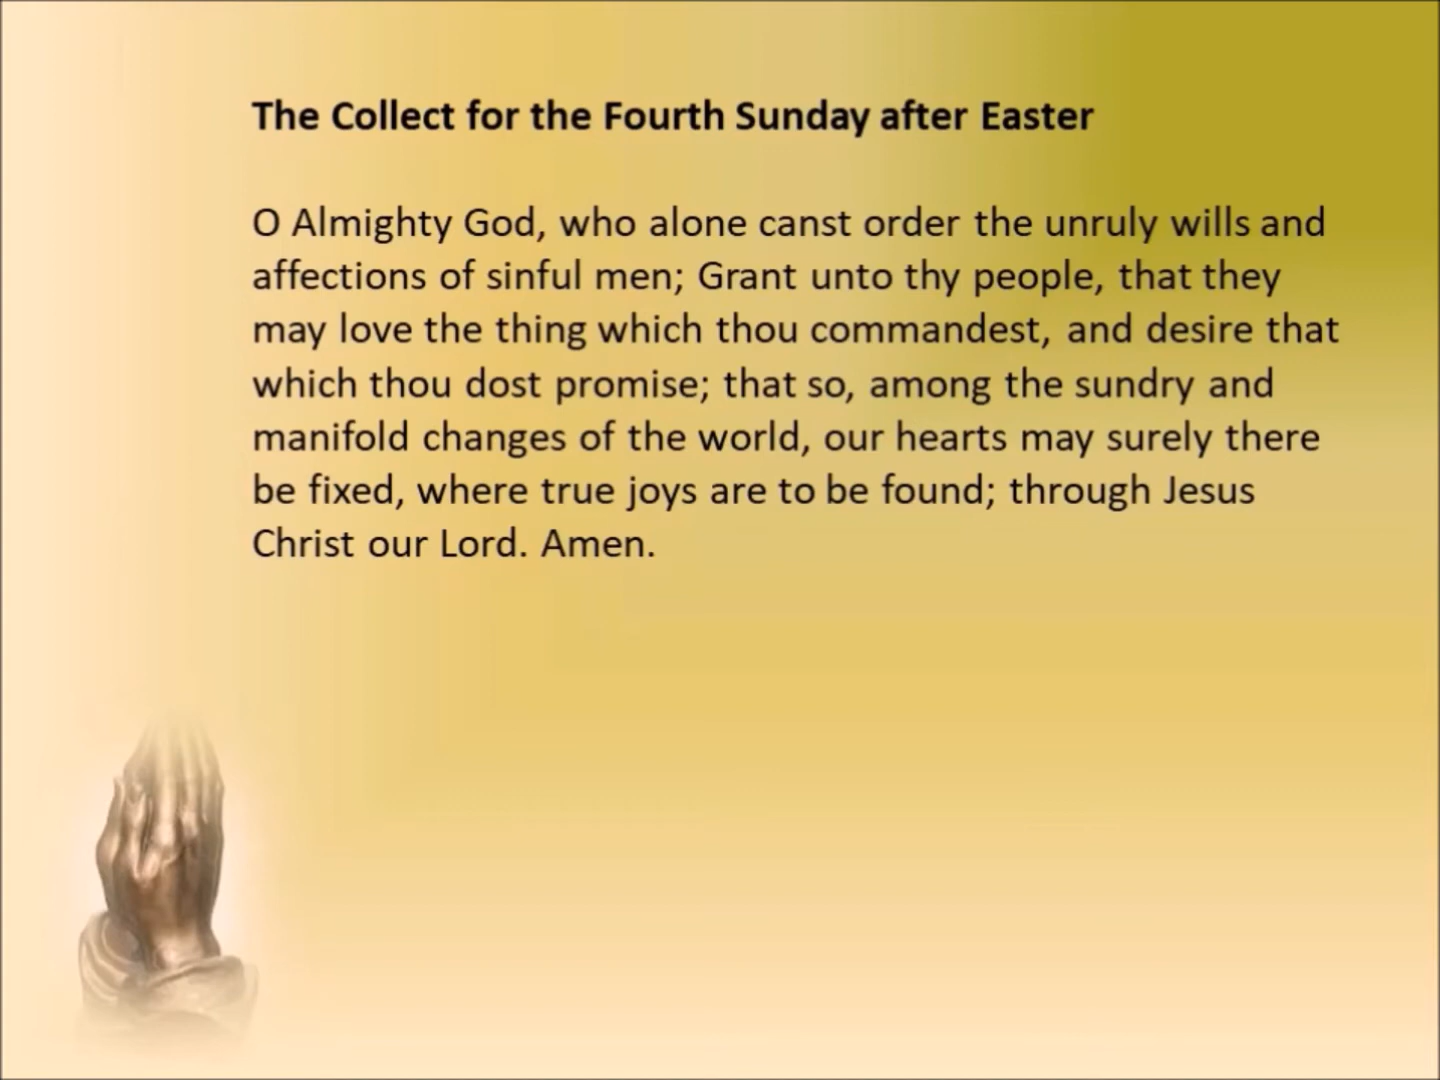 The Collect for the Fourth Sunday after Easter
O Almighty God, who alone canst order the unruly wills and
affections of sinful men; Grant unto thy people, that they
may love the thing which thou commandest, and desire that
which thou dost promise; that so, among the sundry and
manifold changes of the world, our hearts may surely there
be fixed, where true joys are to be found; through Jesus
Christ our Lord. Amen.